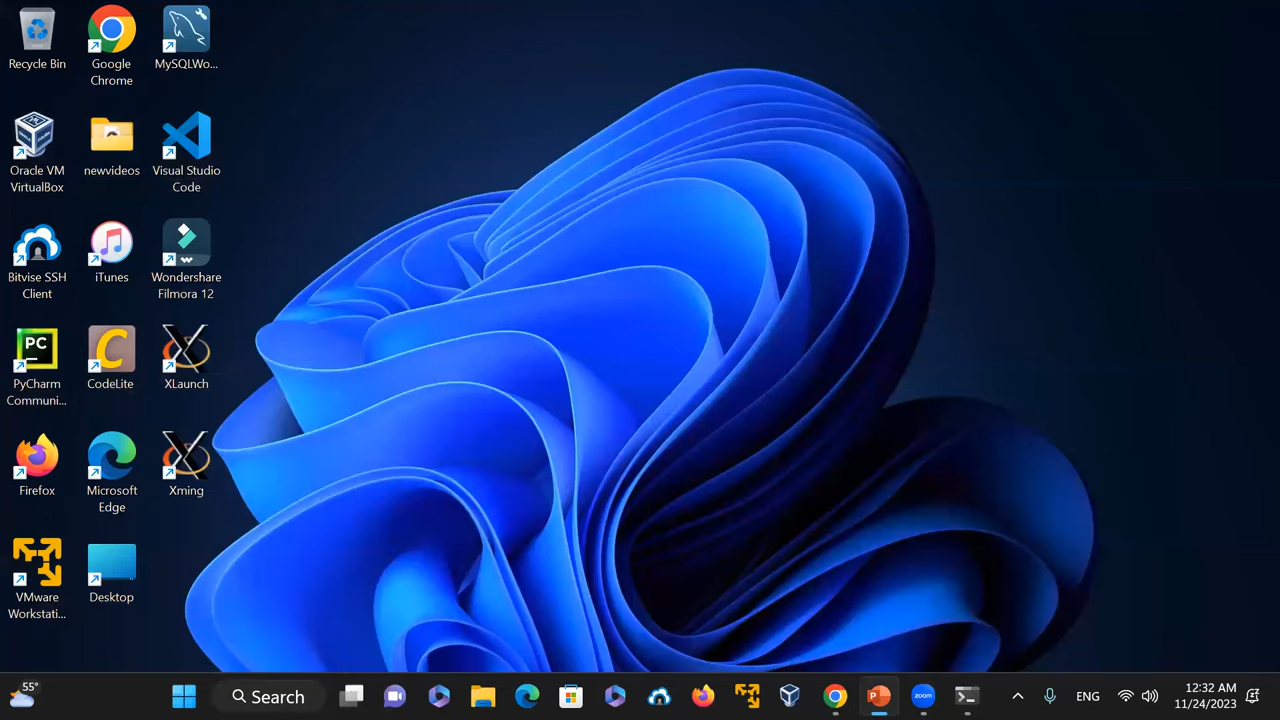 Recycle Bin
Google
Chrome
MySQLWo...
Oracle VM
VirtualBox
newvideos
Visual Studio
Code
Bitvise SSH
Client
iTunes
Wondershare
Filmora 12
PC
PyCharm
Communi...
CodeLite
XLaunch
Firefox
Microsoft
Edge
Xming
VMware
Workstati...
Desktop
55°
Search
zoom
ENG
12:32 AM
11/24/2023